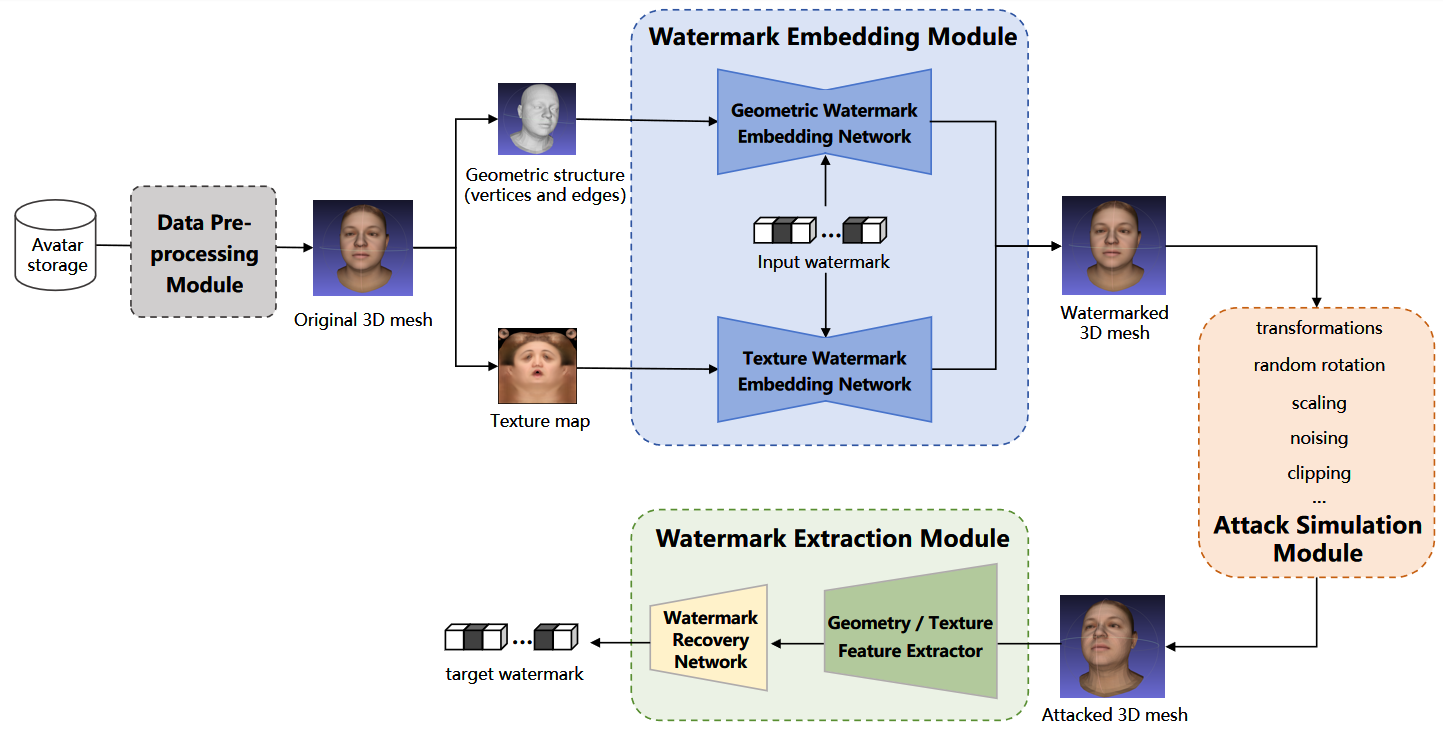 Watermark Embedding Module
Geometric Watermark
Embedding Network
Geometric structure
(vertices and edges)
Avatar
storage
Data Pre-
processing
Module
Original 3D mesh
...
Input watermark
Texture Watermark
Embedding Network
Texture map
Watermarked
3D mesh
transformations
random rotation
scaling
noising
clipping
...
Attack Simulation
Module
Watermark Extraction Module
Geometry / Texture
Feature Extractor
Watermark
Recovery
Network
...
target watermark
Attacked 3D mesh